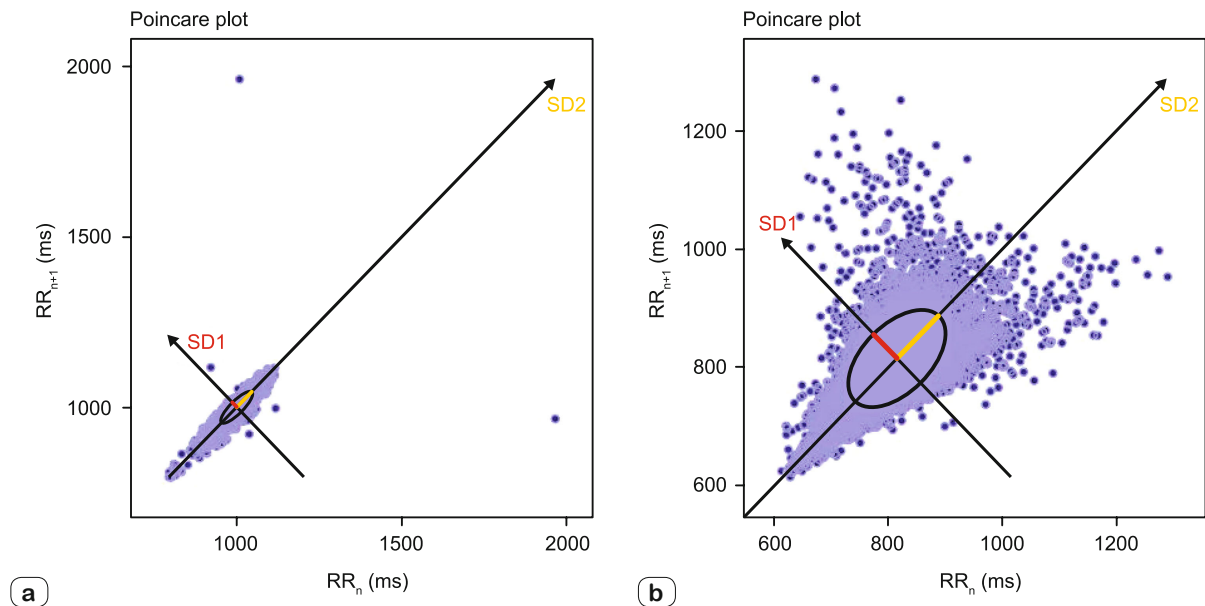 Poincare plot
2000
1500
1000
RRn+1 (ms)
SD2
SD1
1000
1500
2000
RRn (ms)
a
Poincare plot
1200
1000
800
600
RRn+1 (ms)
SD2
SD1
600
800
1000
1200
RRn (ms)
b